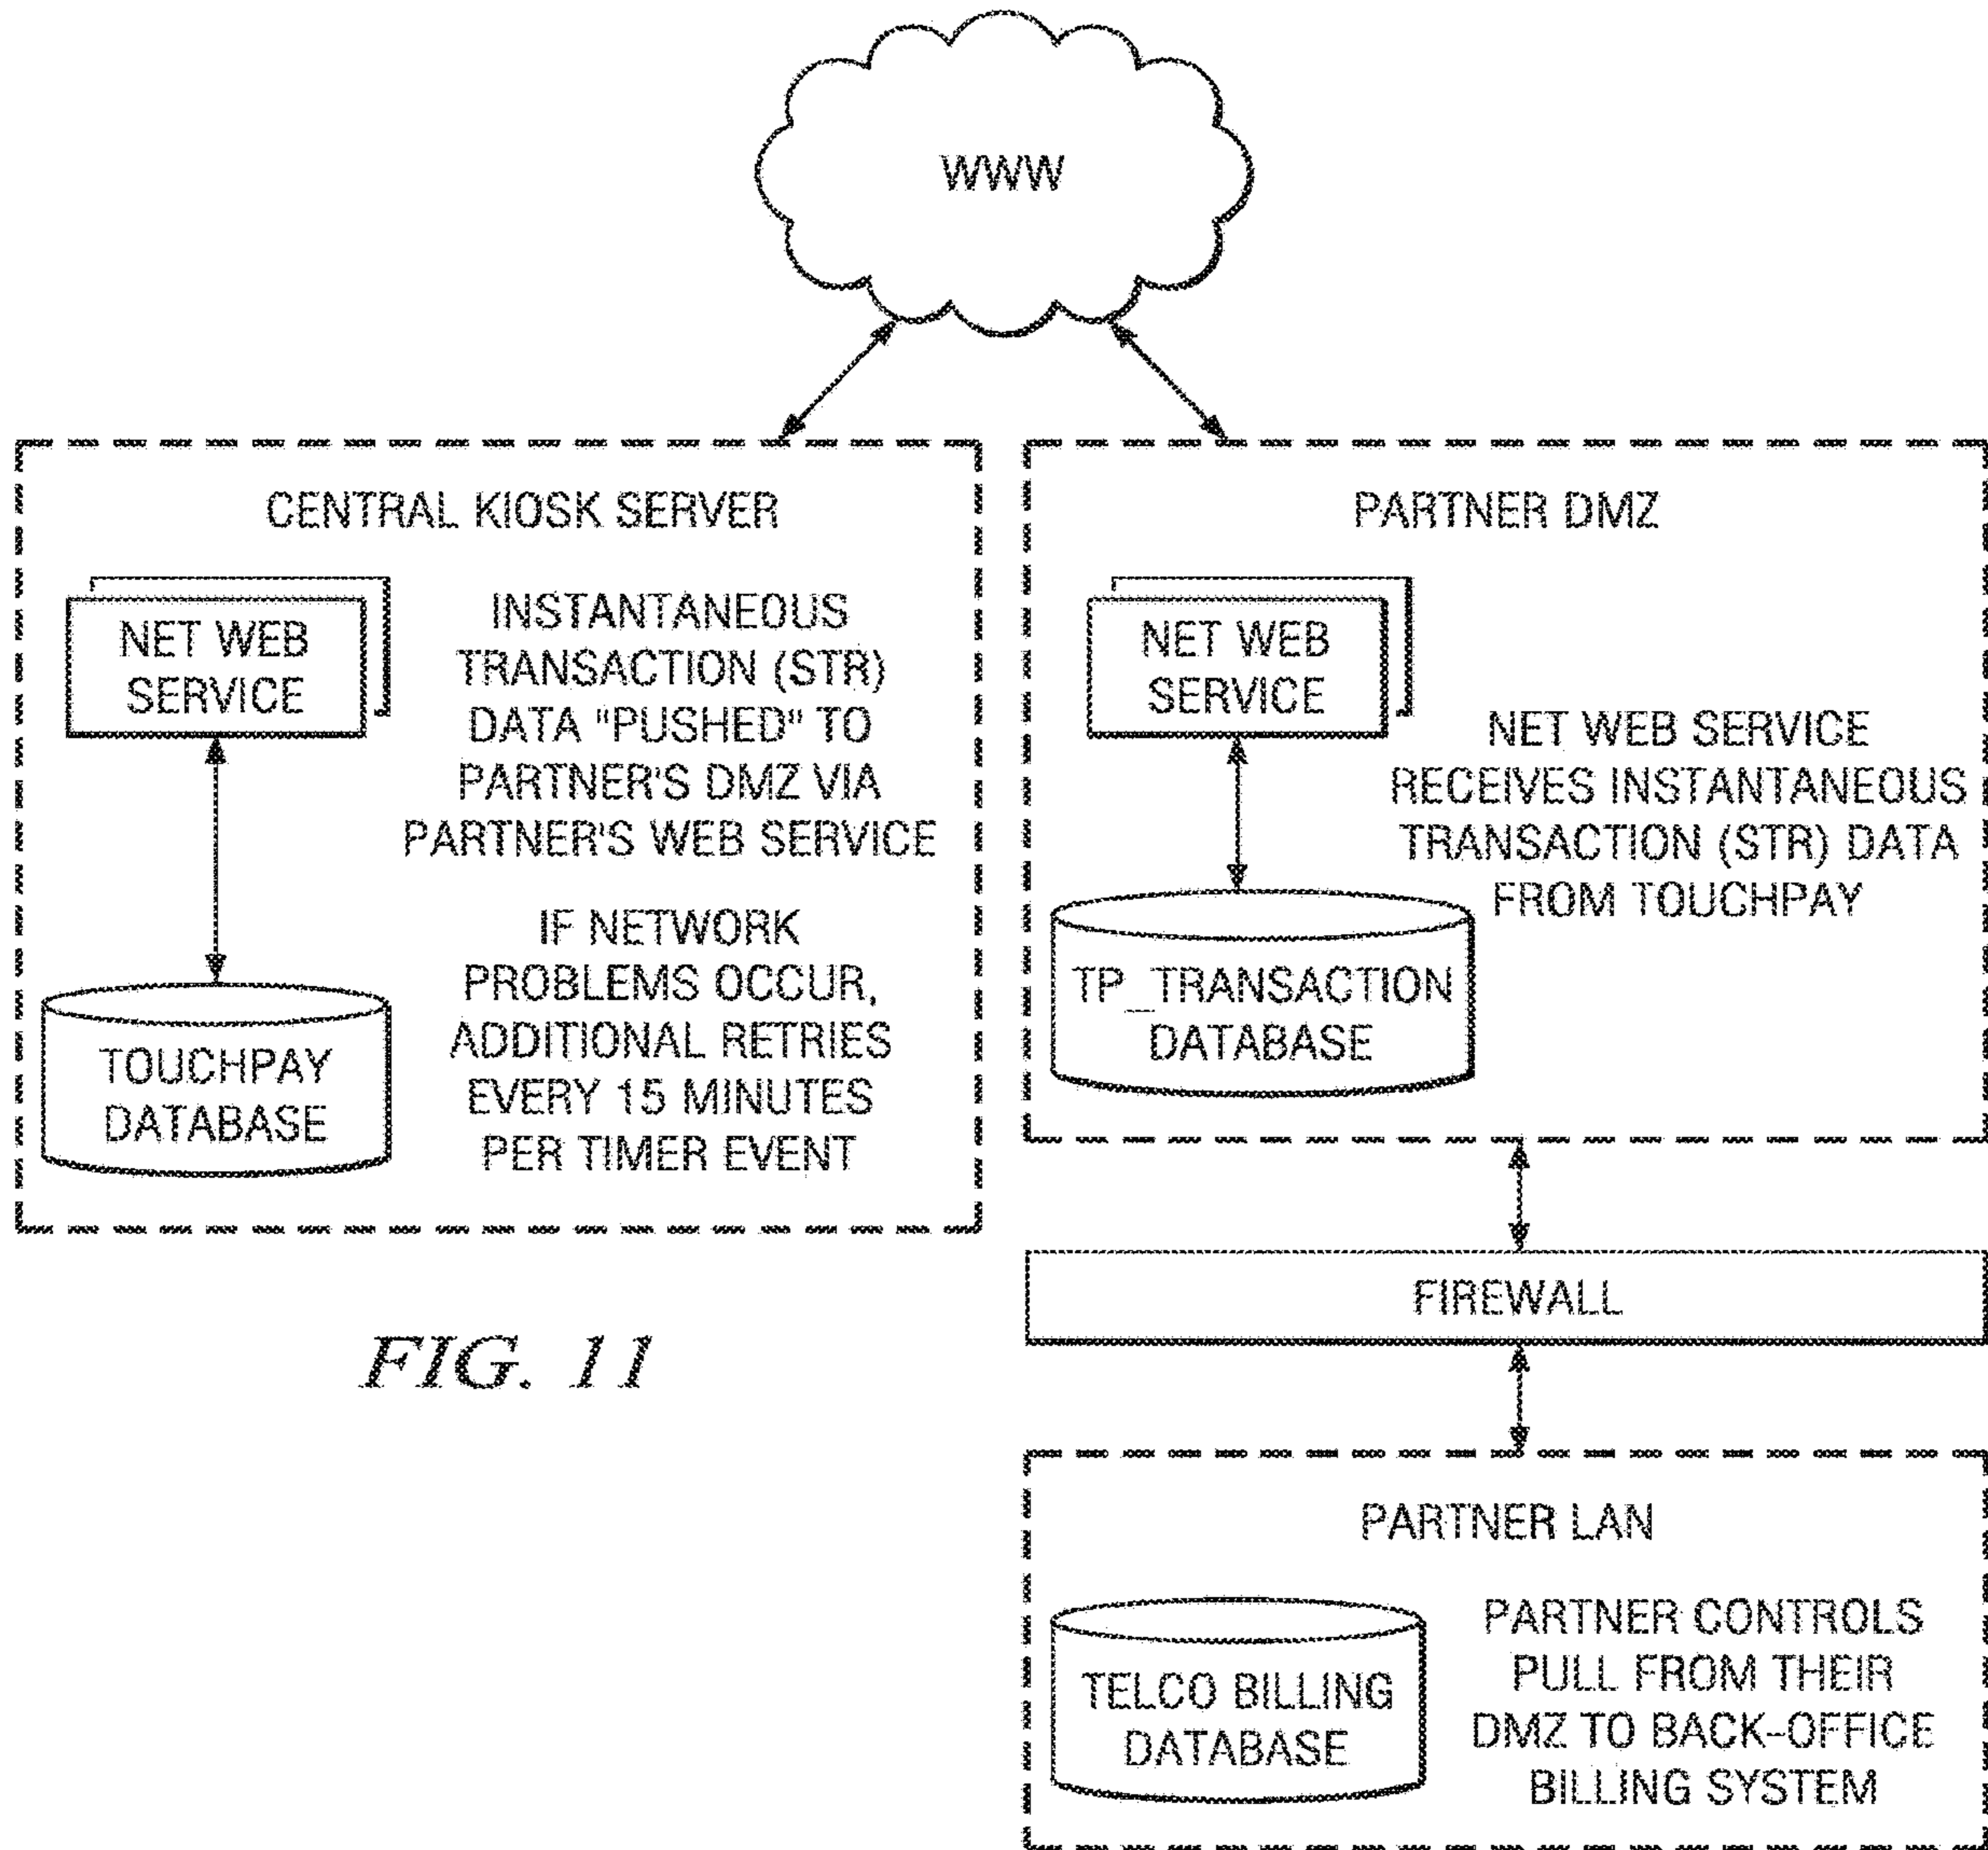 WWW
CENTRAL KIOSK SERVER
NET WEB
SERVICE
INSTANTANEOUS
TRANSACTION (STR)
DATA "PUSHED" TO
PARTNER'S DMZ VIA
PARTNER'S WEB SERVICE
IF NETWORK
PROBLEMS OCCUR,
ADDITIONAL RETRIES
EVERY 15 MINUTES
PER TIMER EVENT
TOUCHPAY
DATABASE
PARTNER DMZ
NET WEB
SERVICE
NET WEB SERVICE
RECEIVES INSTANTANEOUS
TRANSACTION (STR) DATA
FROM TOUCHPAY
TP_TRANSACTION
DATABASE
FIREWALL
FIG. 11
PARTNER LAN
TELCO BILLING
DATABASE
PARTNER CONTROLS
PULL FROM THEIR
DMZ TO BACK-OFFICE
BILLING SYSTEM